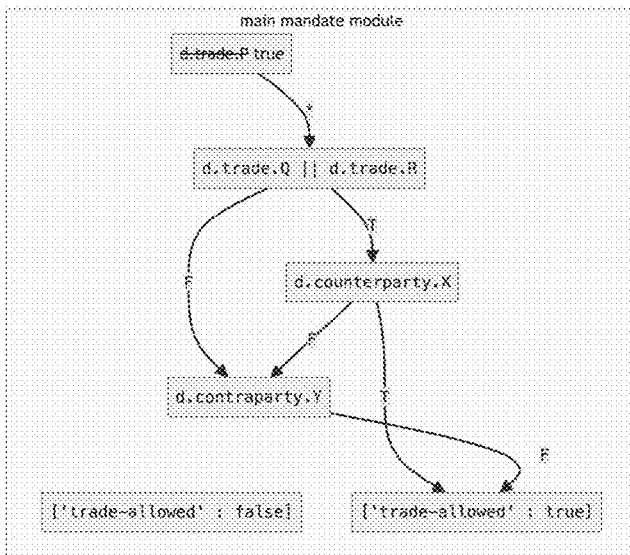 main mandate module
d.trade.P true
*
d.trade.Q || d.trade.R
T
F
d.counterparty.X
F
d.contraparty.Y
T
F
['trade-allowed' : false]
['trade-allowed' : true]